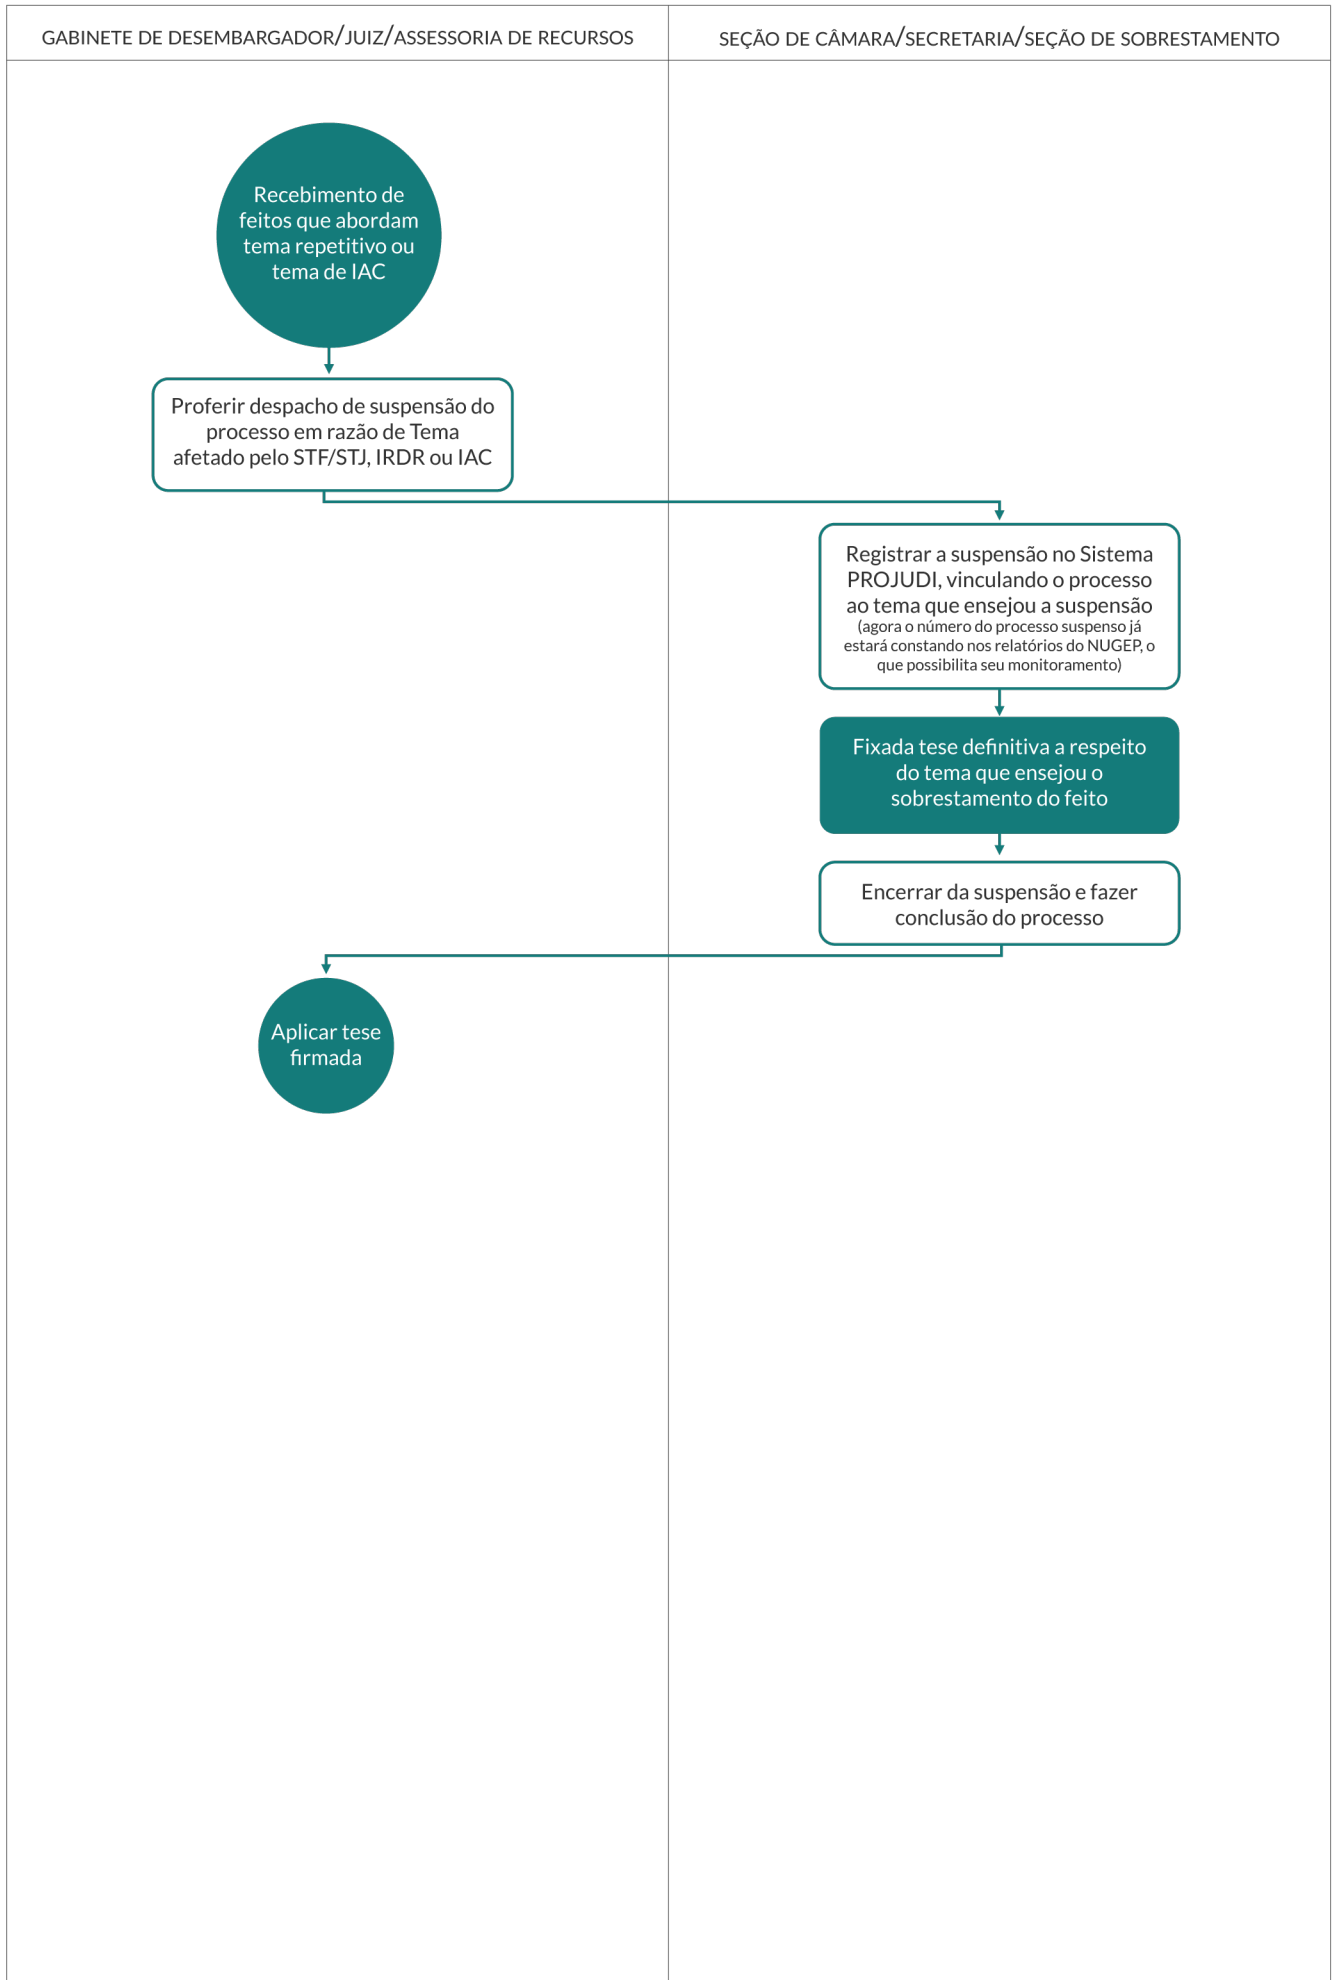 GABINETE DE DESEMBARGADOR/JUIZ/ASSESSORIA DE RECURSOS
SEÇÃO DE CÂMARA/SECRETARIA/SEÇÃO DE SOBRESTAMENTO
Recebimento de
feitos que abordam
tema repetitivo ou
tema de IAC
Proferir despacho de suspensão do
processo em razão de Tema
afetado pelo STF/STJ, IRDR ou IAC
Registrar a suspensão no Sistema
PROJUDI, vinculando o processo
ao tema que ensejou a suspensão
(agora o número do processo suspenso já
estará constando nos relatórios do NUGEP, o
que possibilita seu monitoramento)
Fixada tese definitiva a respeito
do tema que ensejou o
sobrestamento do feito
Encerrar da suspensão e fazer
conclusão do processo
Aplicar tese
firmada